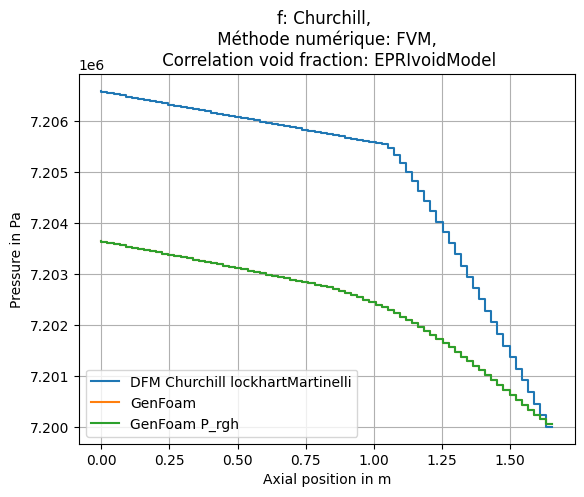 f: Churchill,
Méthode numérique: FVM,
Correlation void fraction: EPRIvoidModel
1e6
7.206
7.205
7.204
7.203
7.202
7.201
7.200
Pressure in Pa
DFM Churchill lockhartMartinelli
GenFoam
GenFoam P_rgh
0.00 0.25 0.50 0.75 1.00 1.25 1.50
Axial position in m